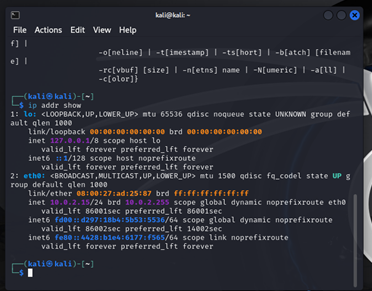 kali@kali: ~
File Actions Edit View Help
f] |
-o[neline] | -t[imestamp] | -ts[hort] | -b[atch] [filenam
e] |
-rc[vbuf] [size] | -n[etns] name | -N[umeric] | -a[ll] |
-c[olor]}
┌──(kali㉿kali)-[~]
└─$ ip addr show
1: lo: <LOOPBACK,UP,LOWER_UP> mtu 65536 qdisc noqueue state UNKNOWN group def
ault qlen 1000
link/loopback 00:00:00:00:00:00 brd 00:00:00:00:00:00
inet 127.0.0.1/8 scope host lo
valid_lft forever preferred_lft forever
inet6 ::1/128 scope host noprefixroute
valid_lft forever preferred_lft forever
2: eth0: <BROADCAST,MULTICAST,UP,LOWER_UP> mtu 1500 qdisc fq_codel state UP g
roup default qlen 1000
link/ether 08:00:27:ad:25:87 brd ff:ff:ff:ff:ff:ff
inet 10.0.2.15/24 brd 10.0.2.255 scope global dynamic noprefixroute eth0
valid_lft 86001sec preferred_lft 86001sec
inet6 fd00::d297:18b4:5b53:5536/64 scope global dynamic noprefixroute
valid_lft 86002sec preferred_lft 14002sec
inet6 fe80::4428:b1e4:6177:f565/64 scope link noprefixroute
valid_lft forever preferred_lft forever
┌──(kali㉿kali)-[~]
└─$